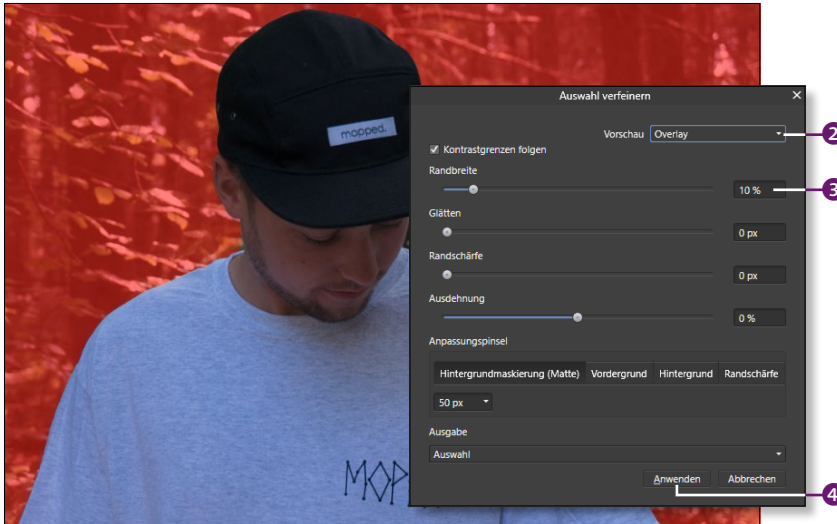 mopped.
Auswahl verfeinern
Vorschau Overlay
2
Kontrastgrenzen folgen
Randbreite
10 %
3
Glätten
0 px
Randschärfe
0 px
Ausdehnung
0 %
Anpassungspinsel
Hintergrundmaskierung (Matte) Vordergrund Hintergrund Randschärfe
50 px
Ausgabe
Auswahl
Anwenden Abbrechen
4